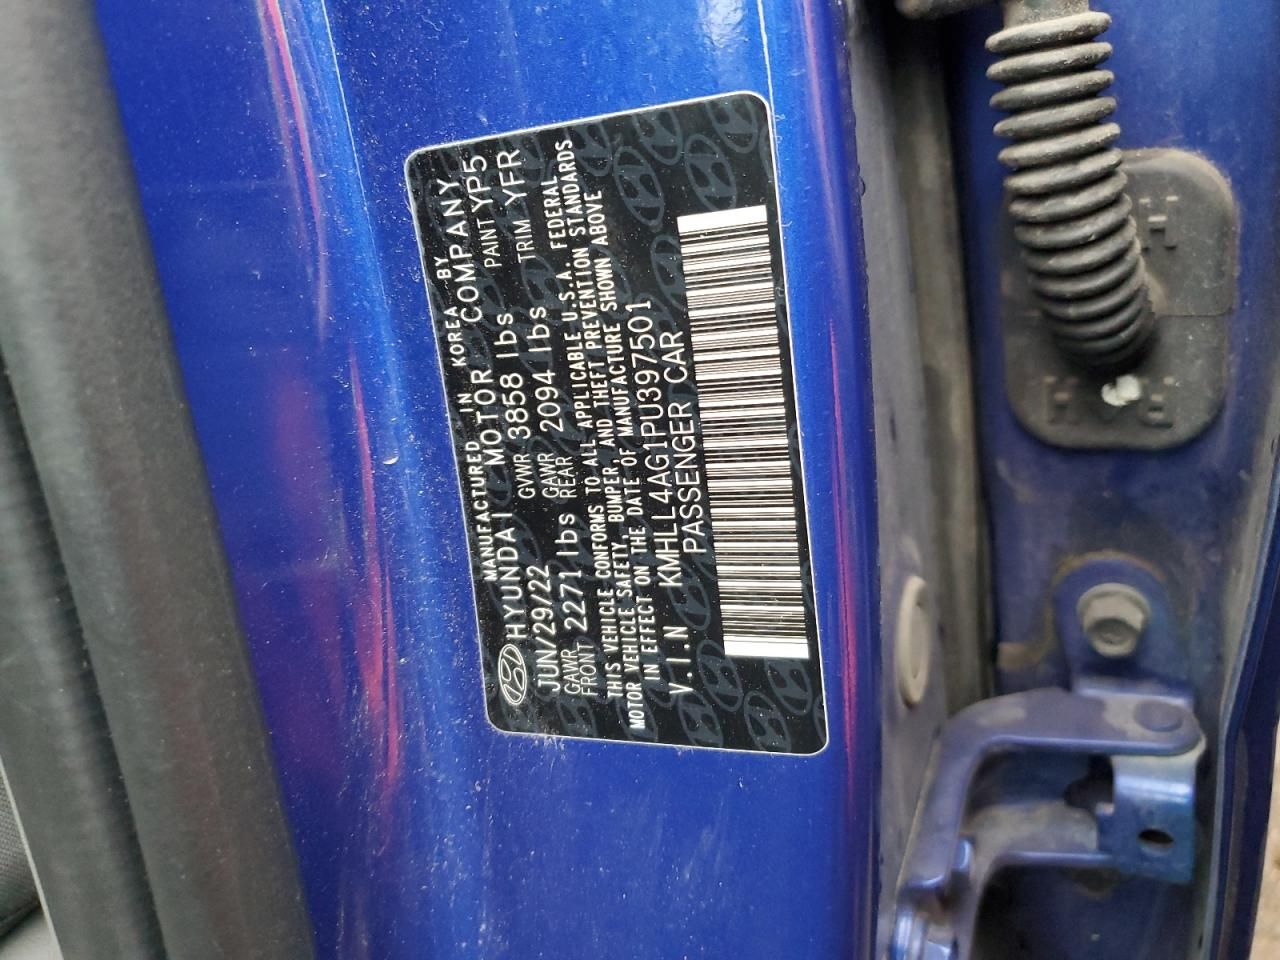 MANUFACTURED IN KOREA BY
HYUNDAI MOTOR COMPANY
JUN/29/22 GVWR 3858 lbs PAINT YP5
GAWR FRONT 2271 lbs GAWR REAR 2094 lbs TRIM YFR
THIS VEHICLE CONFORMS TO ALL APPLICABLE U.S.A. FEDERAL
MOTOR VEHICLE SAFETY, BUMPER, AND THEFT PREVENTION STANDARDS
IN EFFECT ON THE DATE OF MANUFACTURE SHOWN ABOVE
V.I.N KMHLL4AG1PU397501
PASSENGER CAR